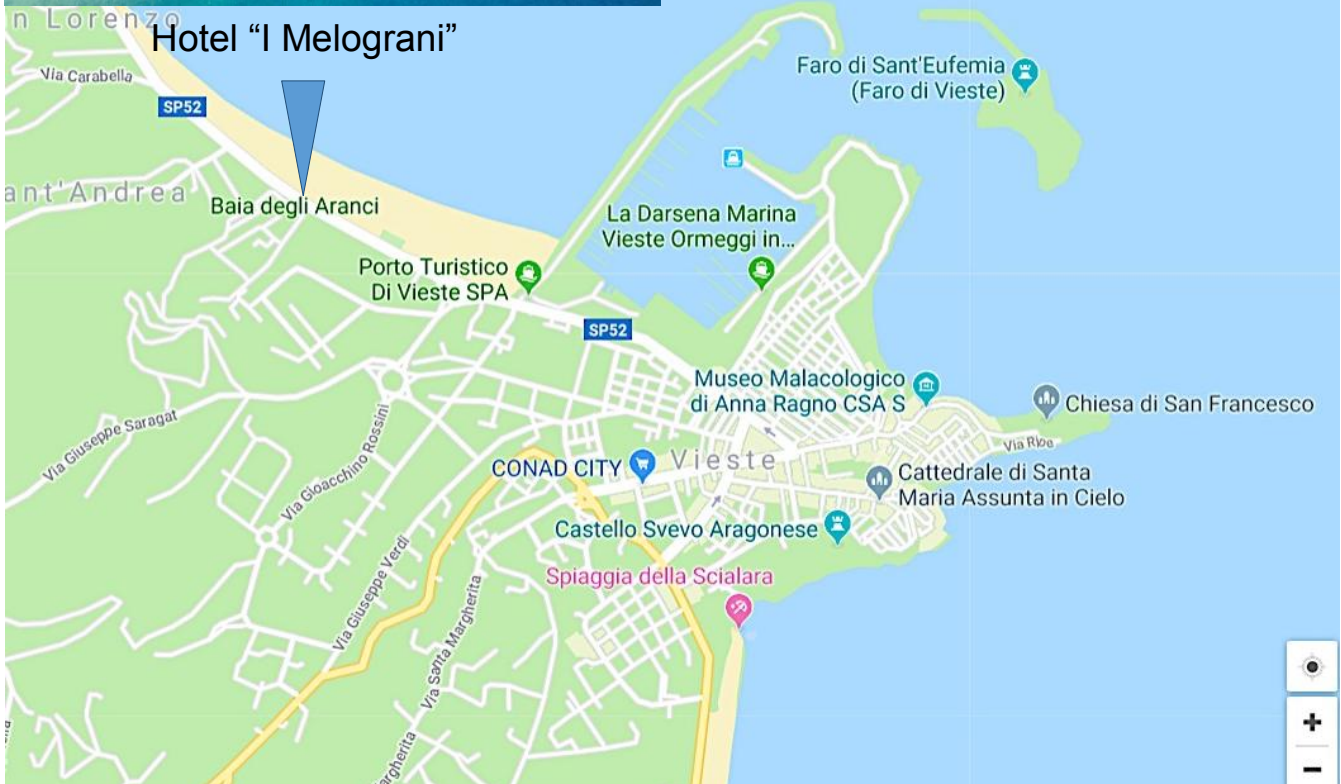 n Lorenzo
Hotel “I Melograni”
Via Carabella
SP52
Faro di Sant'Eufemia
(Faro di Vieste)
ant'Andrea
Baia degli Aranci
La Darsena Marina
Vieste Ormeggi in...
Porto Turistico
Di Vieste SPA
SP52
Museo Malacologico
di Anna Ragno CSA S
Chiesa di San Francesco
Via Giuseppe Saragat
Via Gioacchino Rossini
CONAD CITY
Vieste
Cattedrale di Santa
Maria Assunta in Cielo
Castello Svevo Aragonese
Spiaggia della Scialara
Via Giuseppe Verdi
Via Santa Margherita
argherita